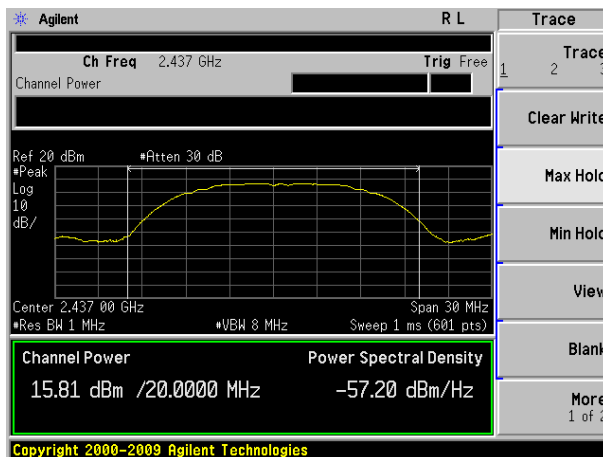 Agilent R L Trace
Ch Freq 2.437 GHz Trig Free
Channel Power
Trace
1 2 3
Clear Write
Ref 20 dBm #Atten 30 dB
#Peak
Log
10
dB/
Max Hold
Min Hold
View
Center 2.437 00 GHz Span 30 MHz
#Res BW 1 MHz #VBW 8 MHz Sweep 1 ms (601 pts)
Channel Power Power Spectral Density
15.81 dBm /20.0000 MHz -57.20 dBm/Hz
Blank
More
1 of 2
Copyright 2000-2009 Agilent Technologies